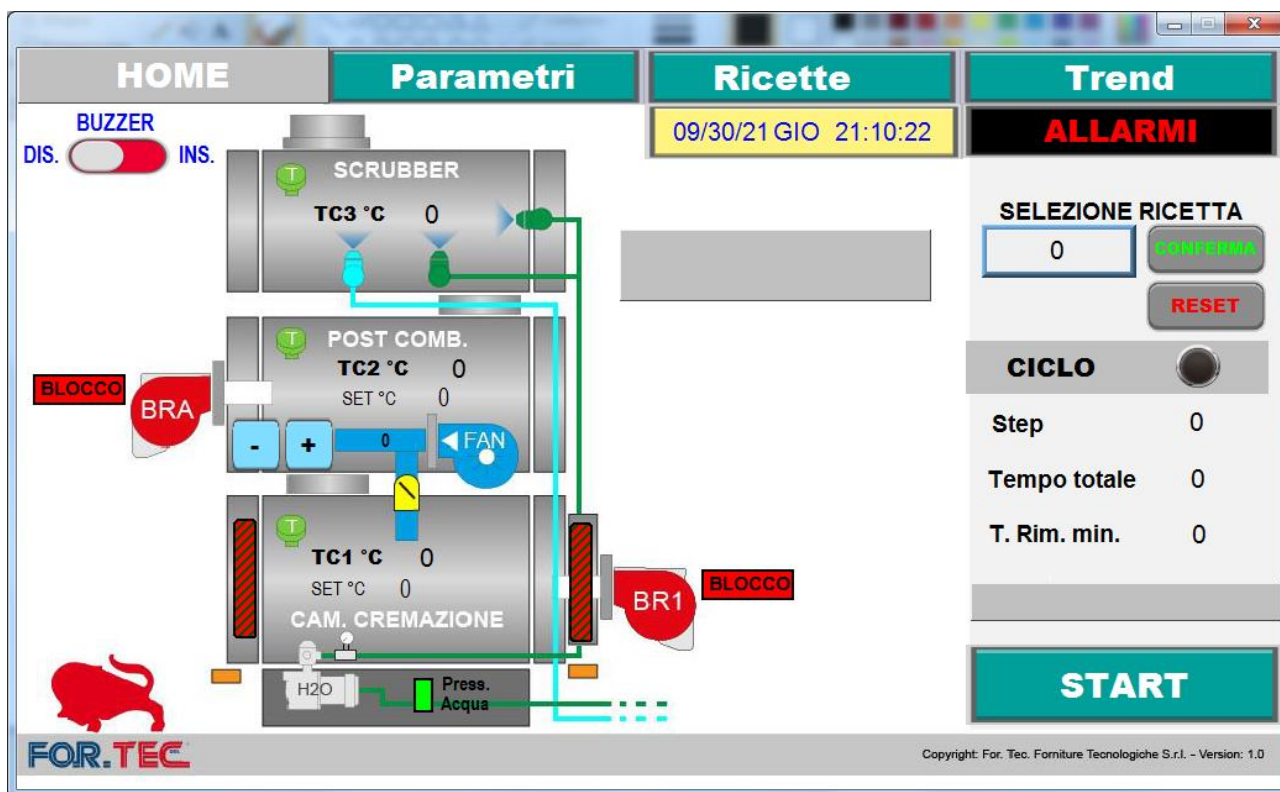 HOME
Parametri
Ricette
Trend
BUZZER
DIS.
INS.
09/30/21 GIO 21:10:22
ALLARMI
T
SCRUBBER
TC3 °C 0
SELEZIONE RICETTA
0
CONFERMA
RESET
T
POST COMB.
TC2 °C 0
SET °C 0
BLOCCO
BRA
- + 0 FAN
CICLO
Step 0
Tempo totale 0
T. Rim. min. 0
T
TC1 °C 0
SET °C 0
CAM. CREMAZIONE
BR1
BLOCCO
H2O
Press.
Acqua
START
FOR.TEC
Copyright: For. Tec. Forniture Tecnologiche S.r.l. - Version: 1.0